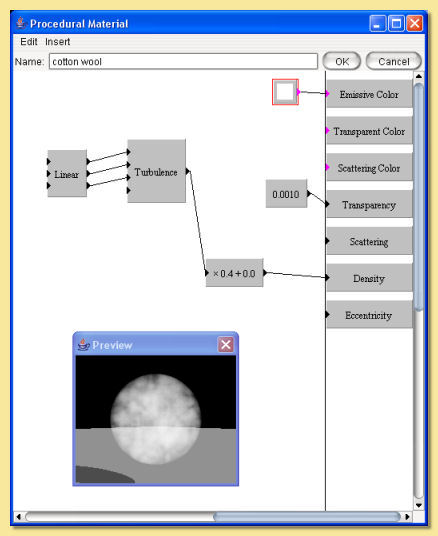 Procedural Material
Edit Insert
Name: cotton wool OK Cancel
Emissive Color
Transparent Color
Scattering Color
Linear
Turbulence
0.0010
Transparency
Scattering
× 0.4 + 0.0
Density
Eccentricity
Preview